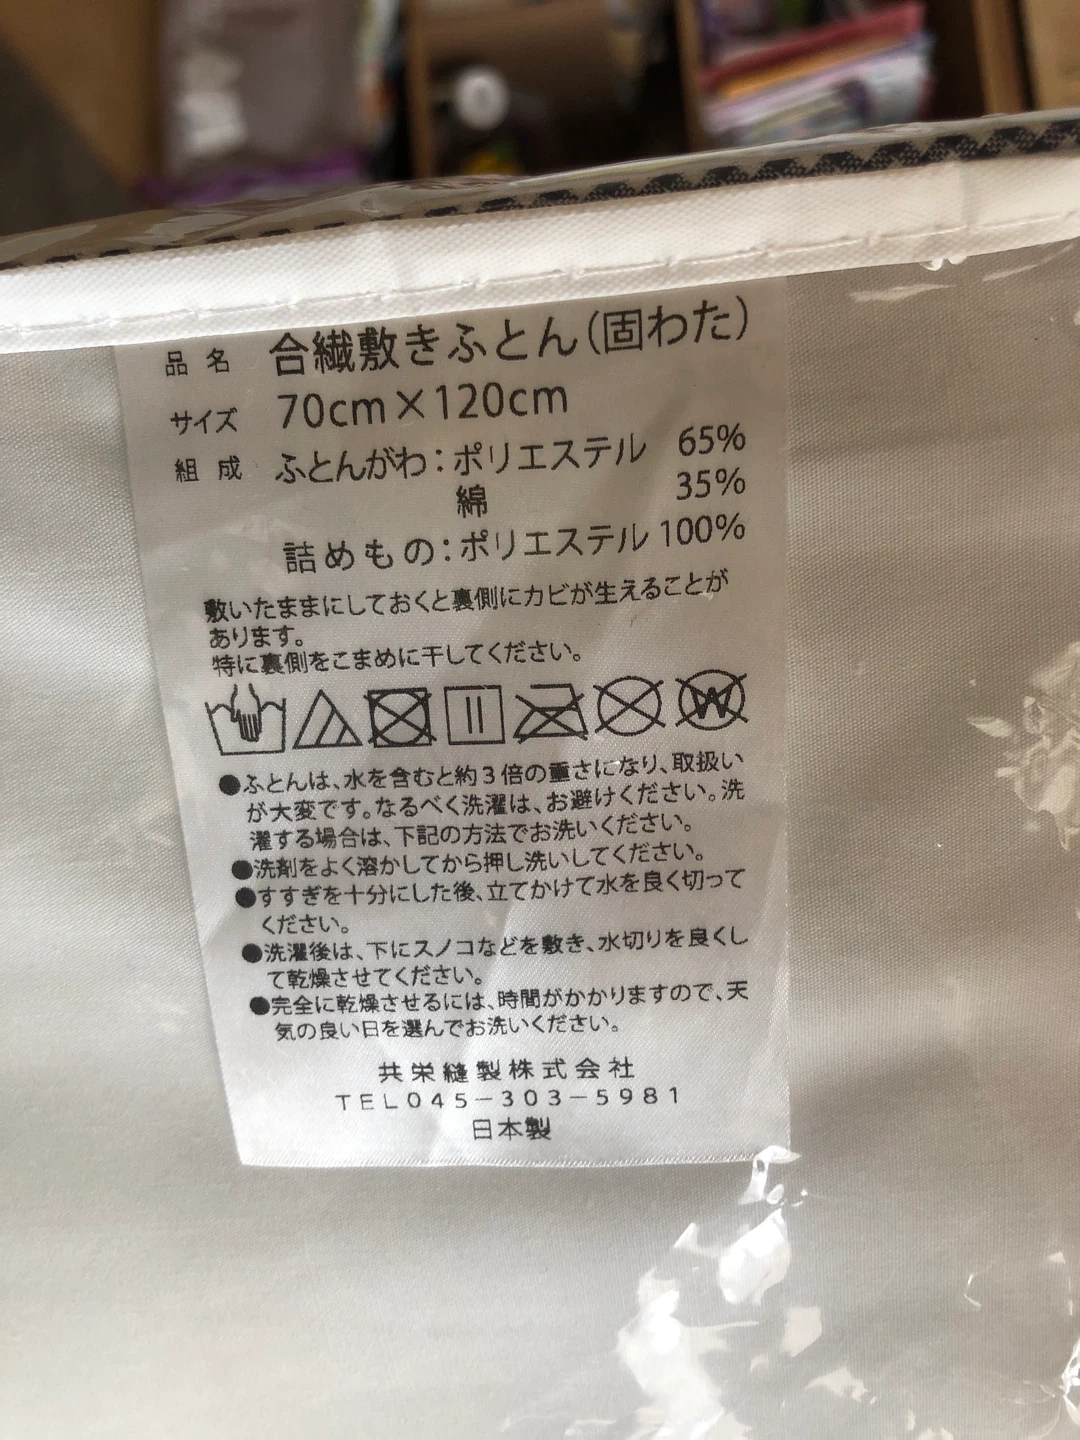 品名 合繊敷きふとん(固わた)
サイズ 70cm×120cm
組成 ふとんがわ:ポリエステル 65%
綿 35%
詰めもの:ポリエステル 100%
敷いたままにしておくと裏側にカビが生えることが
あります。
特に裏側をこまめに干してください。
W
●ふとんは、水を含むと約3倍の重さになり、取扱い
が大変です。なるべく洗濯は、お避けください。洗
濯する場合は、下記の方法でお洗いください。
●洗剤をよく溶かしてから押し洗いしてください。
●すすぎを十分にした後、立てかけて水を良く切って
ください。
●洗濯後は、下にスノコなどを敷き、水切りを良くし
て乾燥させてください。
●完全に乾燥させるには、時間がかかりますので、天
気の良い日を選んでお洗いください。
共栄縫製株式会社
TEL045-303-5981
日本製